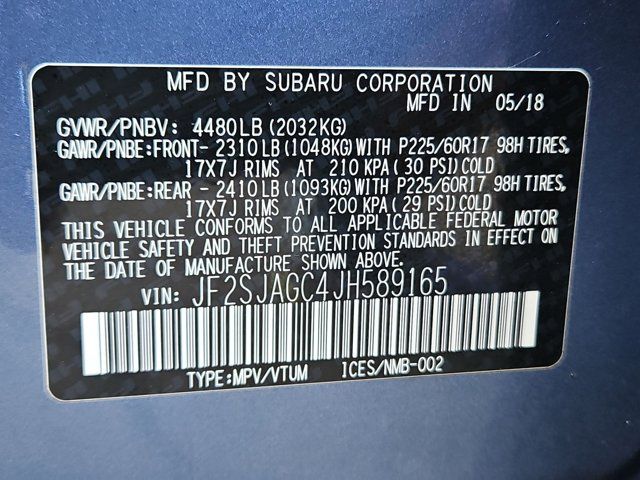 MFD BY SUBARU CORPORATION
MFD IN 05/18
GVWR/PNBV: 4480LB(2032KG)
GAWR/PNBE:FRONT- 2310LB(1048KG)WITH P225/60R17 98H TIRES,
17X7J RIMS AT 210 KPA( 30 PSI)COLD
GAWR/PNBE:REAR - 2410LB(1093KG)WITH P225/60R17 98H TIRES,
17X7J RIMS AT 200 KPA( 29 PSI)COLD
THIS VEHICLE CONFORMS TO ALL APPLICABLE FEDERAL MOTOR
VEHICLE SAFETY AND THEFT PREVENTION STANDARDS IN EFFECT ON
THE DATE OF MANUFACTURE SHOWN ABOVE.
VIN: JF2SJAGC4JH589165
TYPE:MPV/VTUM ICES/NMB-002